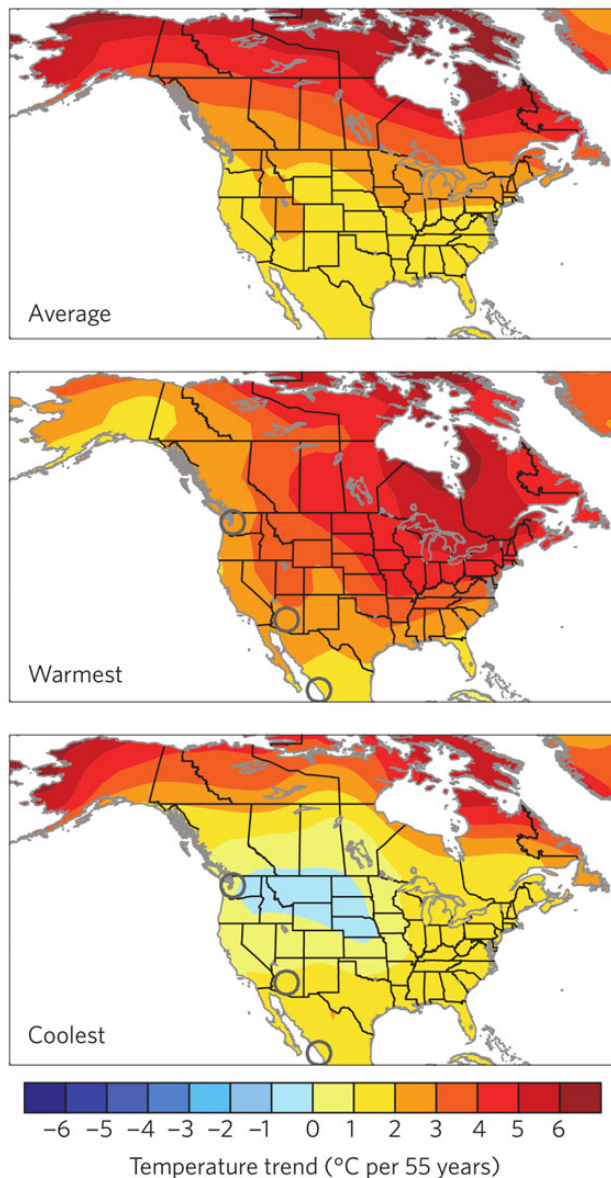 Average
Warmest
Coolest
−6 −5 −4 −3 −2 −1 0 1 2 3 4 5 6
Temperature trend (°C per 55 years)